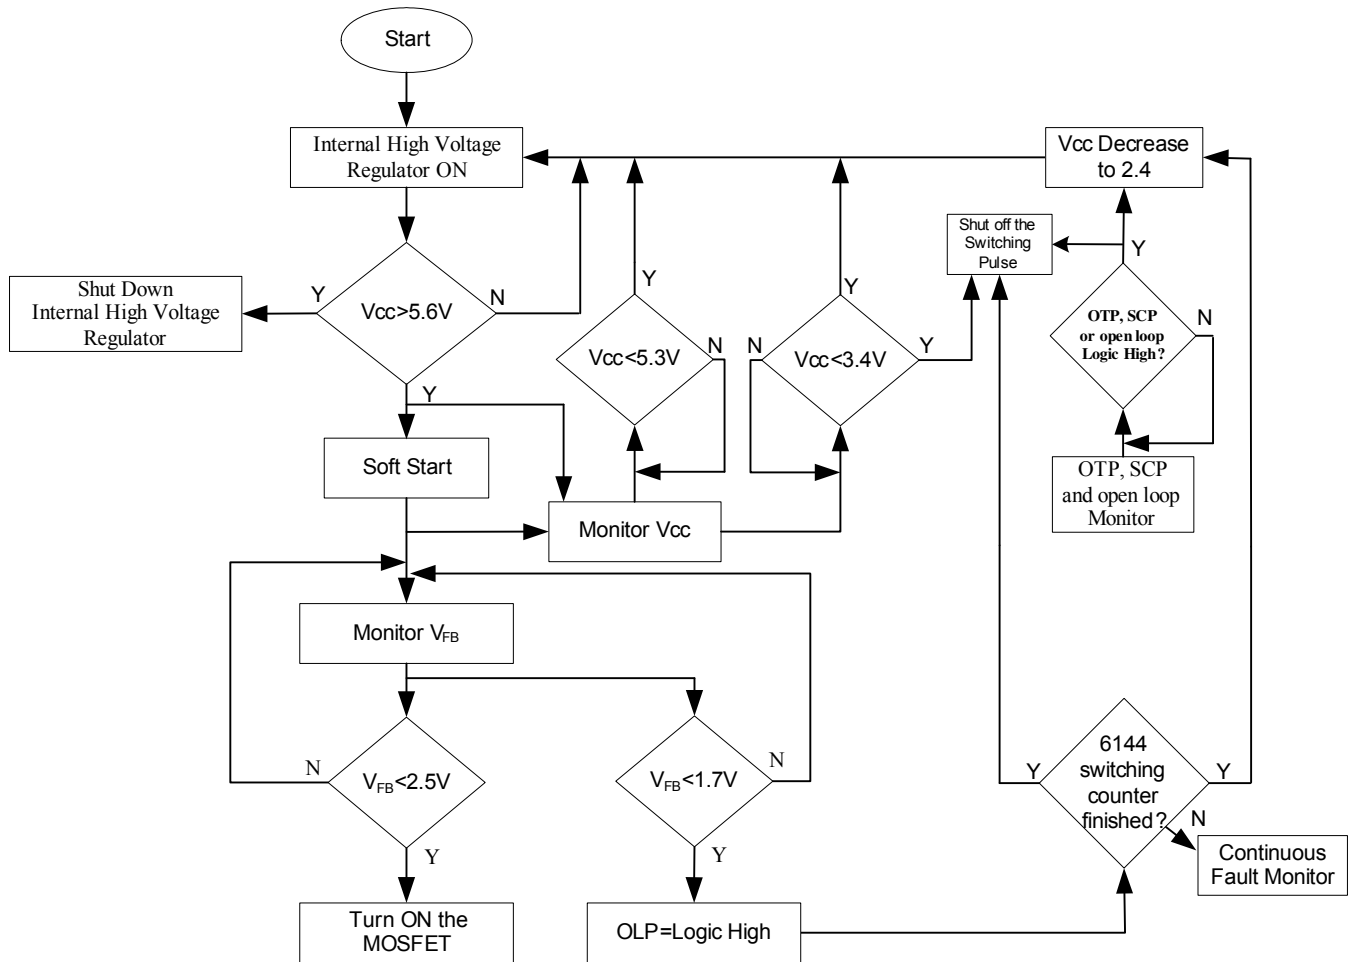 Start
Internal High Voltage
Regulator ON
Vcc Decrease
to 2.4
Shut off the
Switching
Pulse
Y
Shut Down
Internal High Voltage
Regulator
Y
Vcc>5.6V
N
Y
Vcc<5.3V
N
Y
N
Vcc<3.4V
Y
OTP, SCP
or open loop
Logic High?
N
Y
Soft Start
OTP, SCP
and open loop
Monitor
Monitor Vcc
Monitor VFB
N
VFB<2.5V
Y
VFB<1.7V
N
Y
Y
6144
switching
counter
finished?
Y
N
Continuous
Fault Monitor
Turn ON the
MOSFET
OLP=Logic High